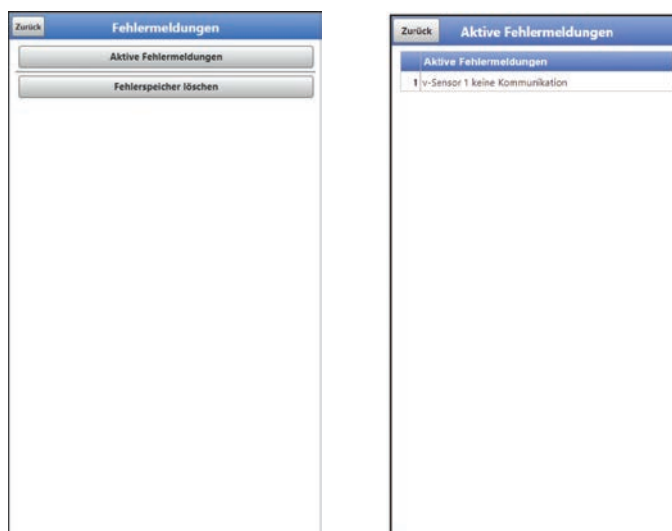 Zurück Fehlermeldungen
Aktive Fehlermeldungen
Fehlerspeicher löschen
Zurück Aktive Fehlermeldungen
Aktive Fehlermeldungen
1 v-Sensor 1 keine Kommunikation